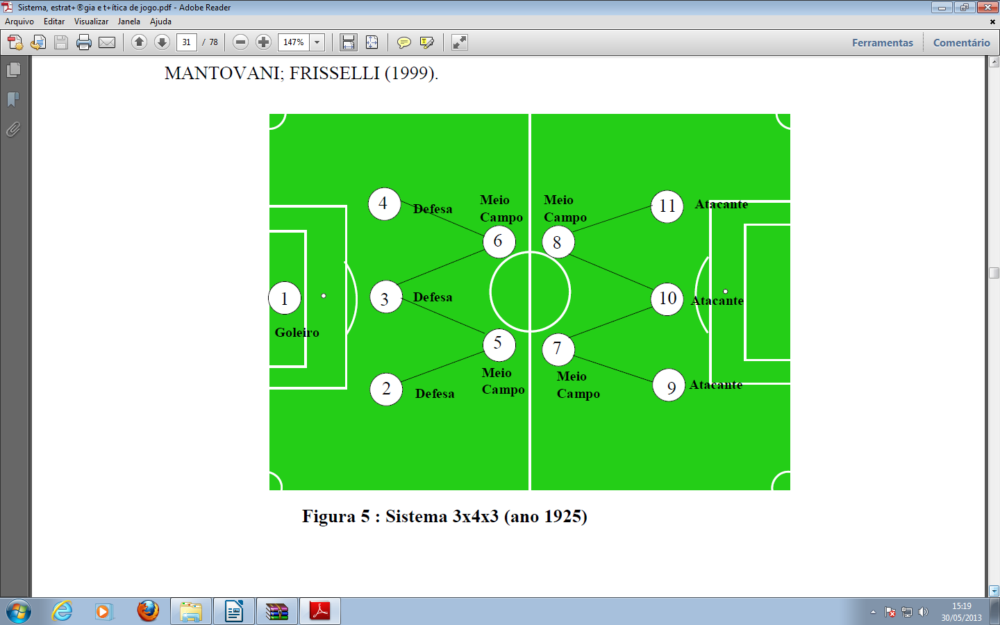 Sistema, estrat+®gia e t+ítica de jogo.pdf - Adobe Reader
Arquivo Editar Visualizar Janela Ajuda
31 / 78 147% Ferramentas Comentário
MANTOVANI; FRISSELLI (1999).
4 Defesa
Meio
Campo
6
Meio
Campo
8
11 Atacante
1
Goleiro
3 Defesa
10 Atacante
5
Meio
Campo
7
Meio
Campo
2 Defesa
9 Atacante
Figura 5 : Sistema 3x4x3 (ano 1925)
15:19
30/05/2013